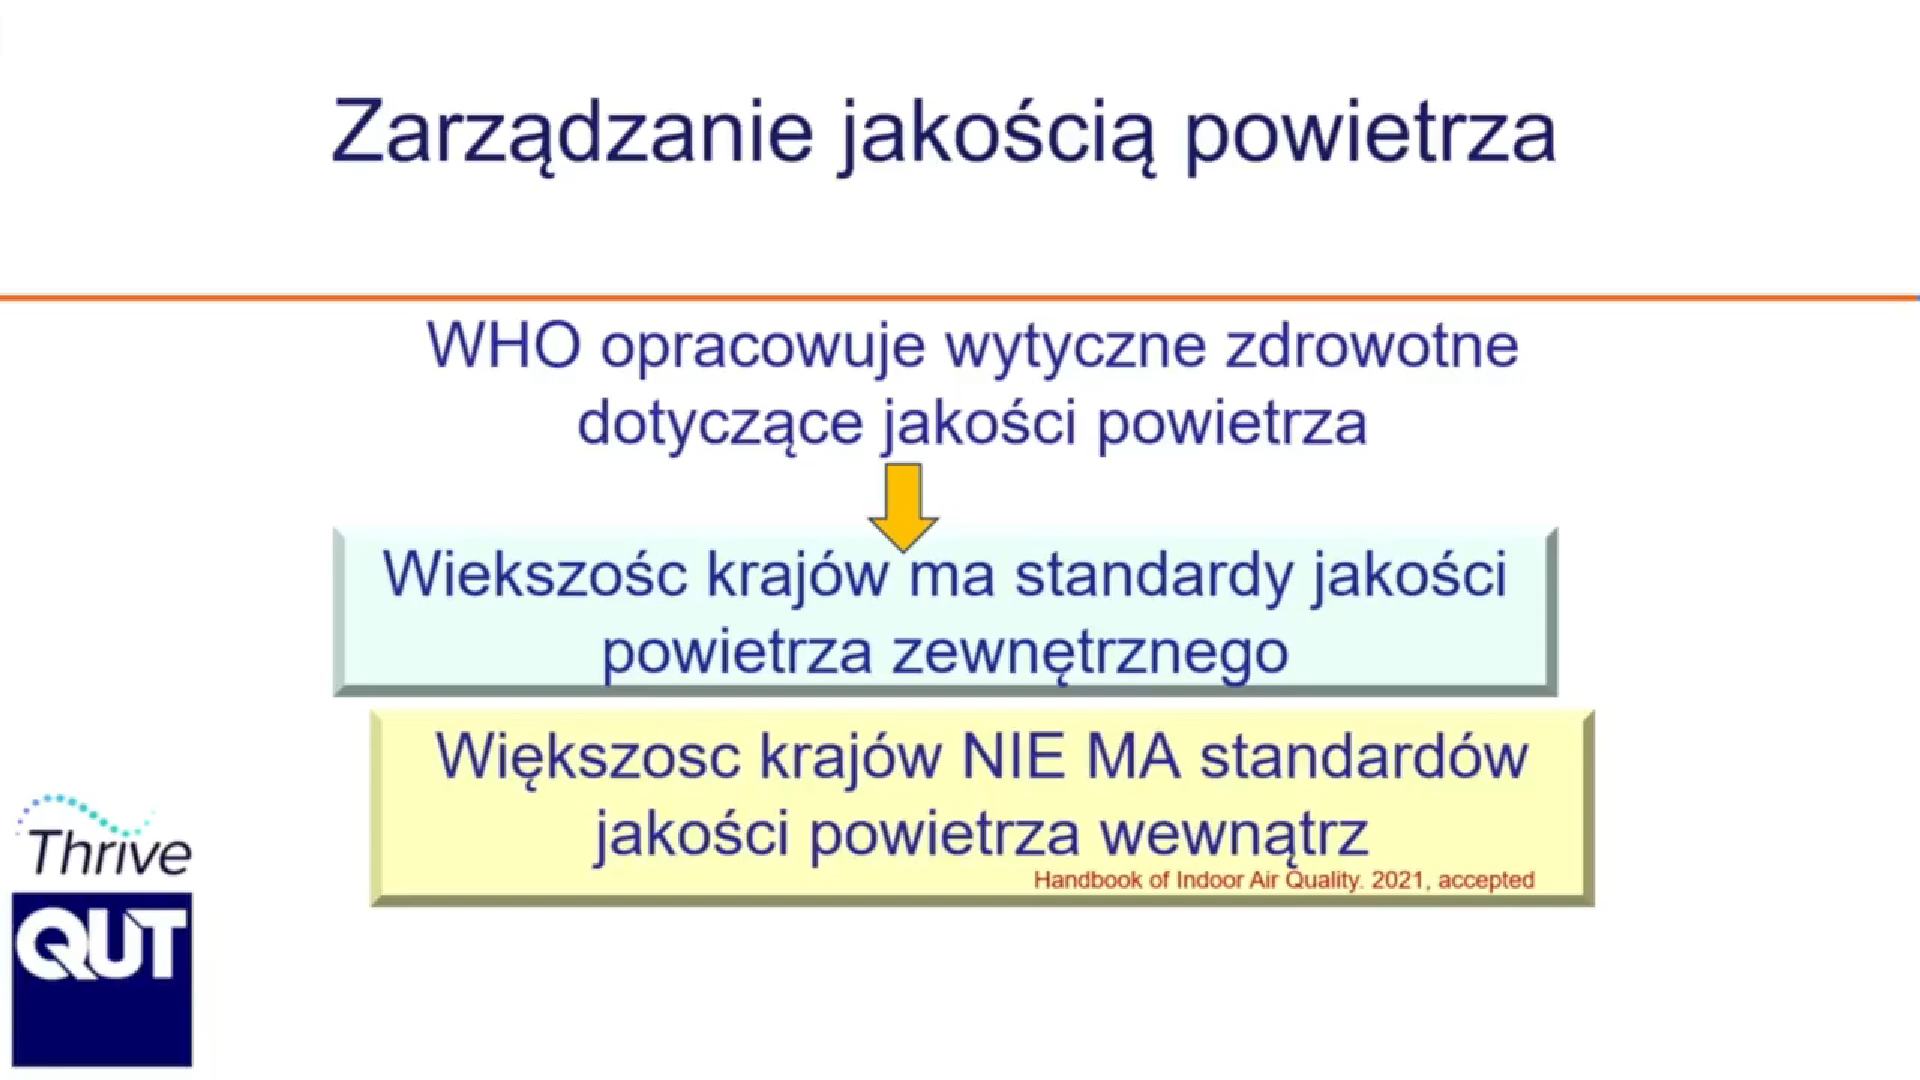 Zarządzanie jakością powietrza
WHO opracowuje wytyczne zdrowotne
dotyczące jakości powietrza
Wiekszośc krajów ma standardy jakości
powietrza zewnętrznego
Większosc krajów NIE MA standardów
jakości powietrza wewnątrz
Handbook of Indoor Air Quality. 2021, accepted
Thrive
QUT